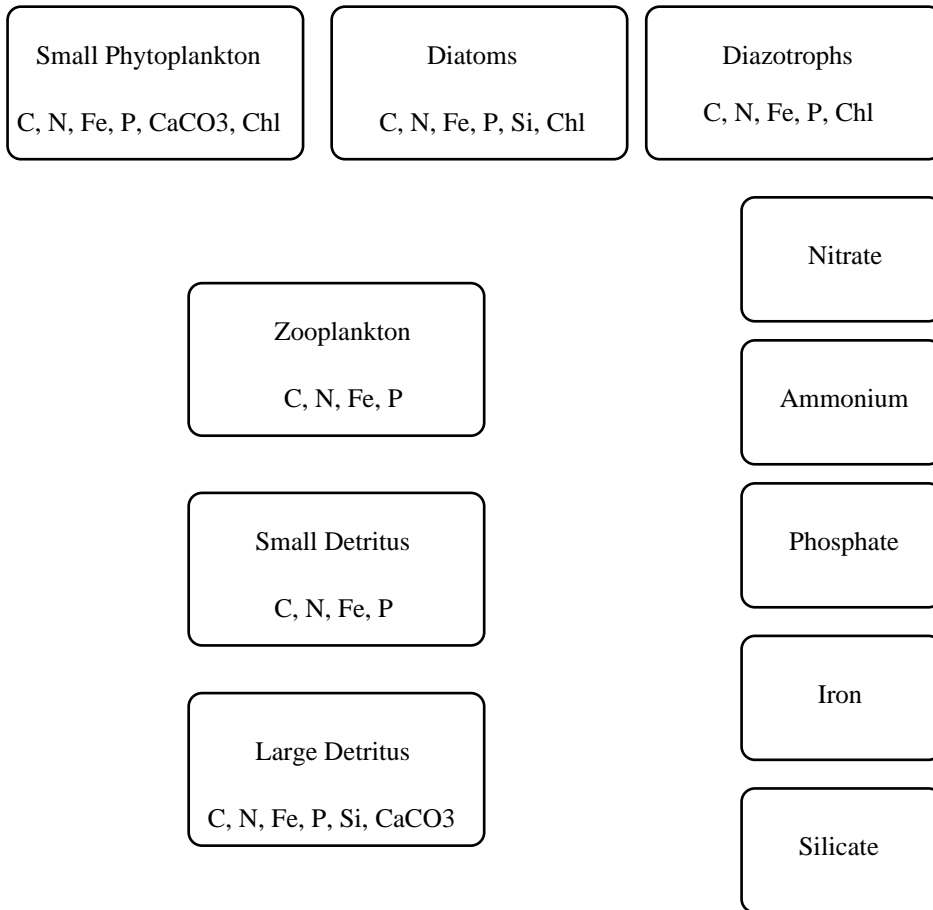 Small Phytoplankton
C, N, Fe, P, CaCO3, Chl
Diatoms
C, N, Fe, P, Si, Chl
Diazotrophs
C, N, Fe, P, Chl
Nitrate
Zooplankton
C, N, Fe, P
Ammonium
Small Detritus
C, N, Fe, P
Phosphate
Large Detritus
C, N, Fe, P, Si, CaCO3
Iron
Silicate